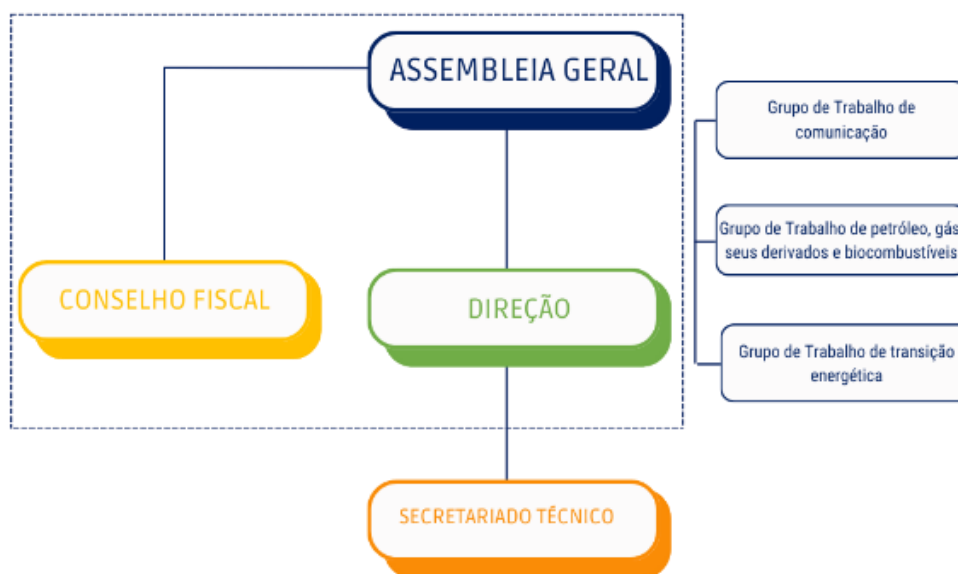 ASSEMBLEIA GERAL
Grupo de Trabalho de
comunicação
Grupo de Trabalho de petróleo, gás
seus derivados e biocombustíveis
CONSELHO FISCAL
DIREÇÃO
Grupo de Trabalho de transição
energética
SECRETARIADO TÉCNICO